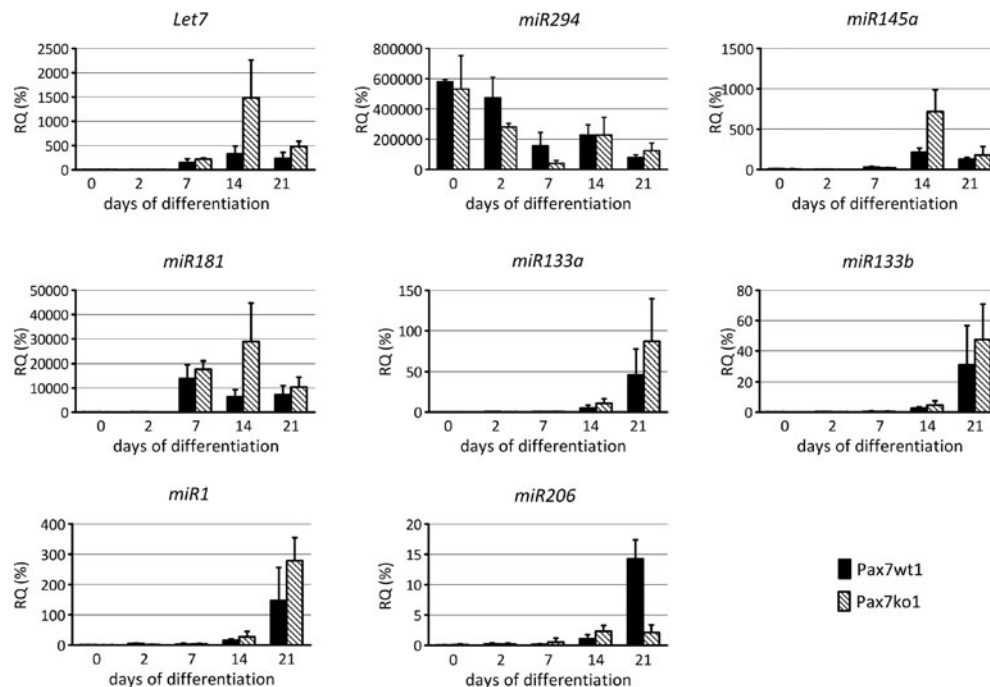 Let7
RQ (%)
2500
2000
1500
1000
500
0
0 2 7 14 21
days of differentiation
miR294
RQ (%)
800000
600000
400000
200000
0
0 2 7 14 21
days of differentiation
miR145a
RQ (%)
1500
1000
500
0
0 2 7 14 21
days of differentiation
miR181
RQ (%)
50000
40000
30000
20000
10000
0
0 2 7 14 21
days of differentiation
miR133a
RQ (%)
150
100
50
0
0 2 7 14 21
days of differentiation
miR133b
RQ (%)
80
60
40
20
0
0 2 7 14 21
days of differentiation
miR1
RQ (%)
400
300
200
100
0
0 2 7 14 21
days of differentiation
miR206
RQ (%)
20
15
10
5
0
0 2 7 14 21
days of differentiation
Pax7wt1
Pax7ko1